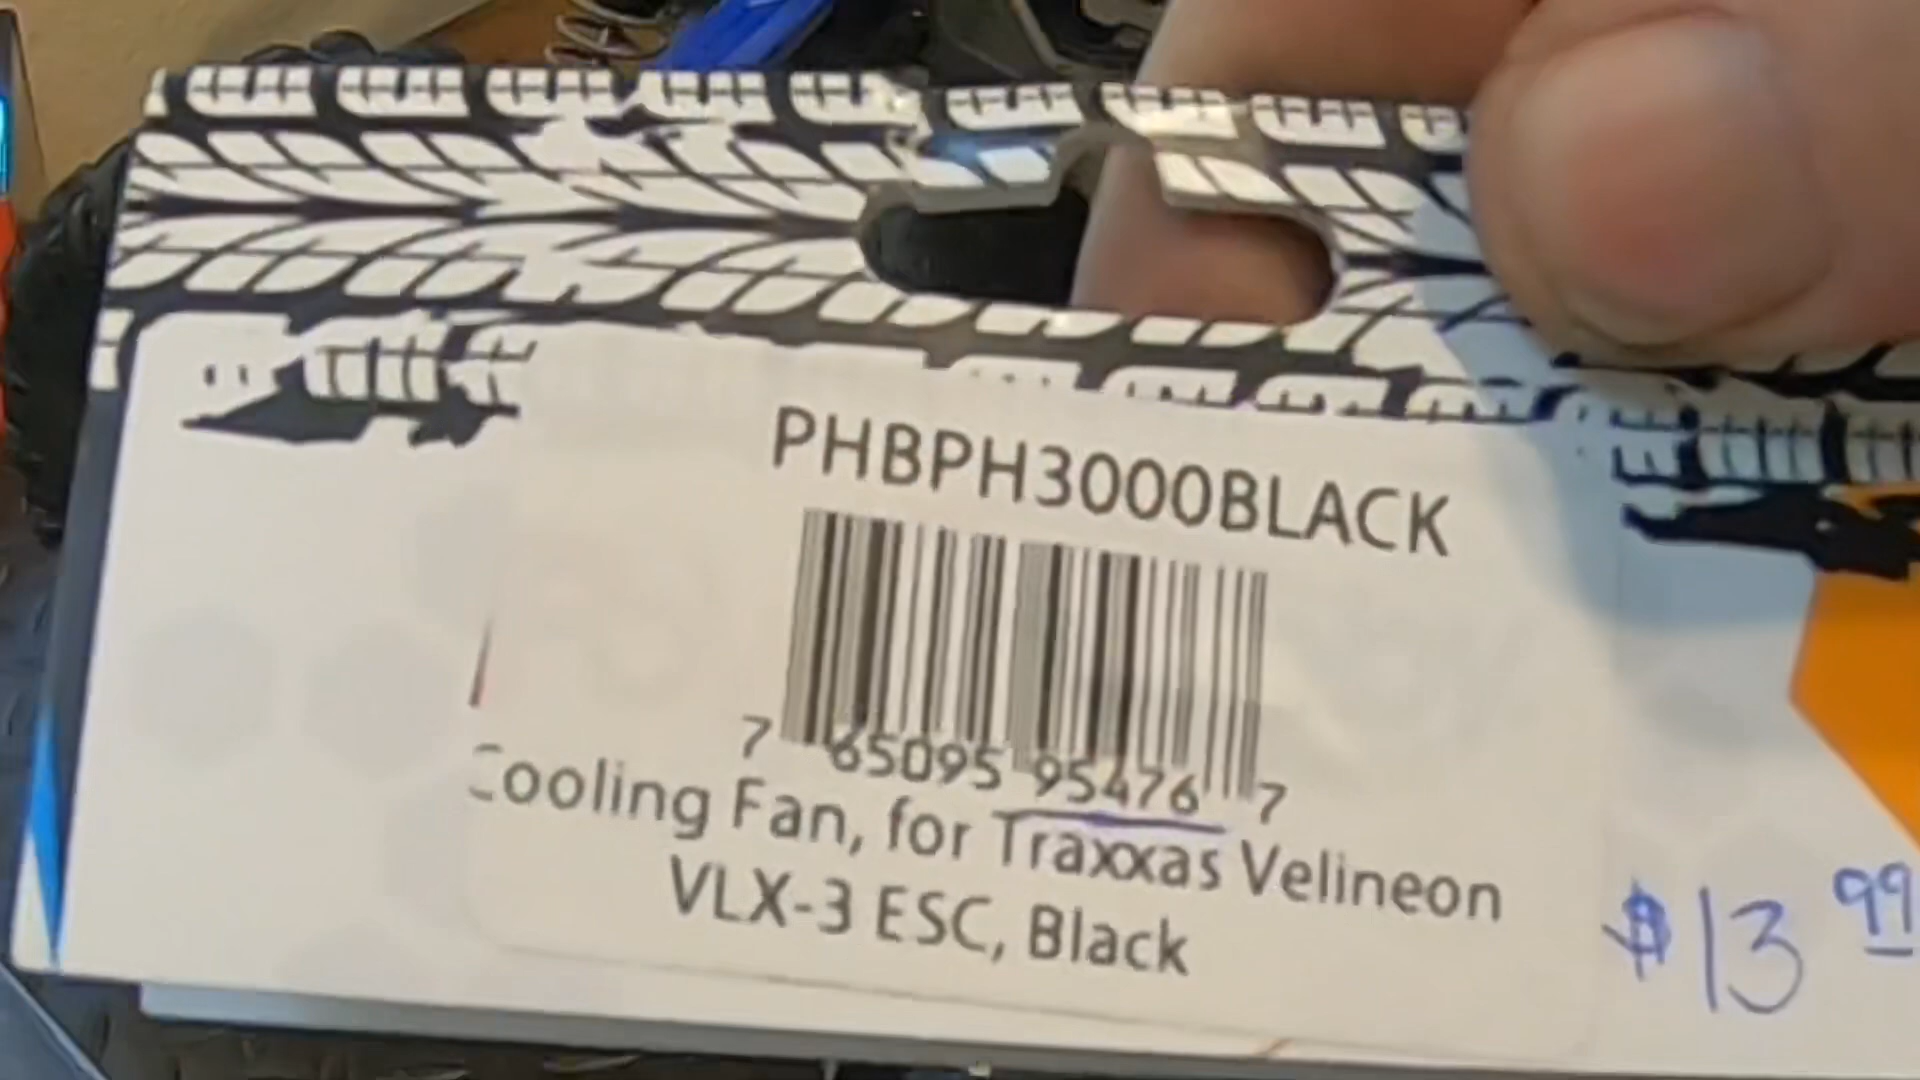 PHBPH3000BLACK
7 65095 95476 7
Cooling Fan, for Traxxas Velineon
VLX-3 ESC, Black
$13 99